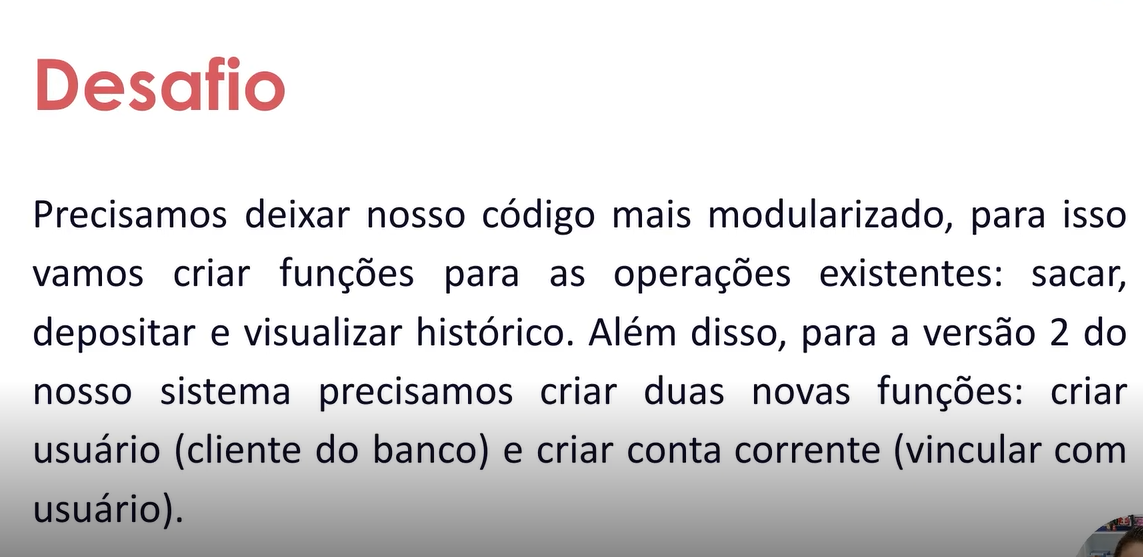 Desafio
Precisamos deixar nosso código mais modularizado, para isso
vamos criar funções para as operações existentes: sacar,
depositar e visualizar histórico. Além disso, para a versão 2 do
nosso sistema precisamos criar duas novas funções: criar
usuário (cliente do banco) e criar conta corrente (vincular com
usuário).